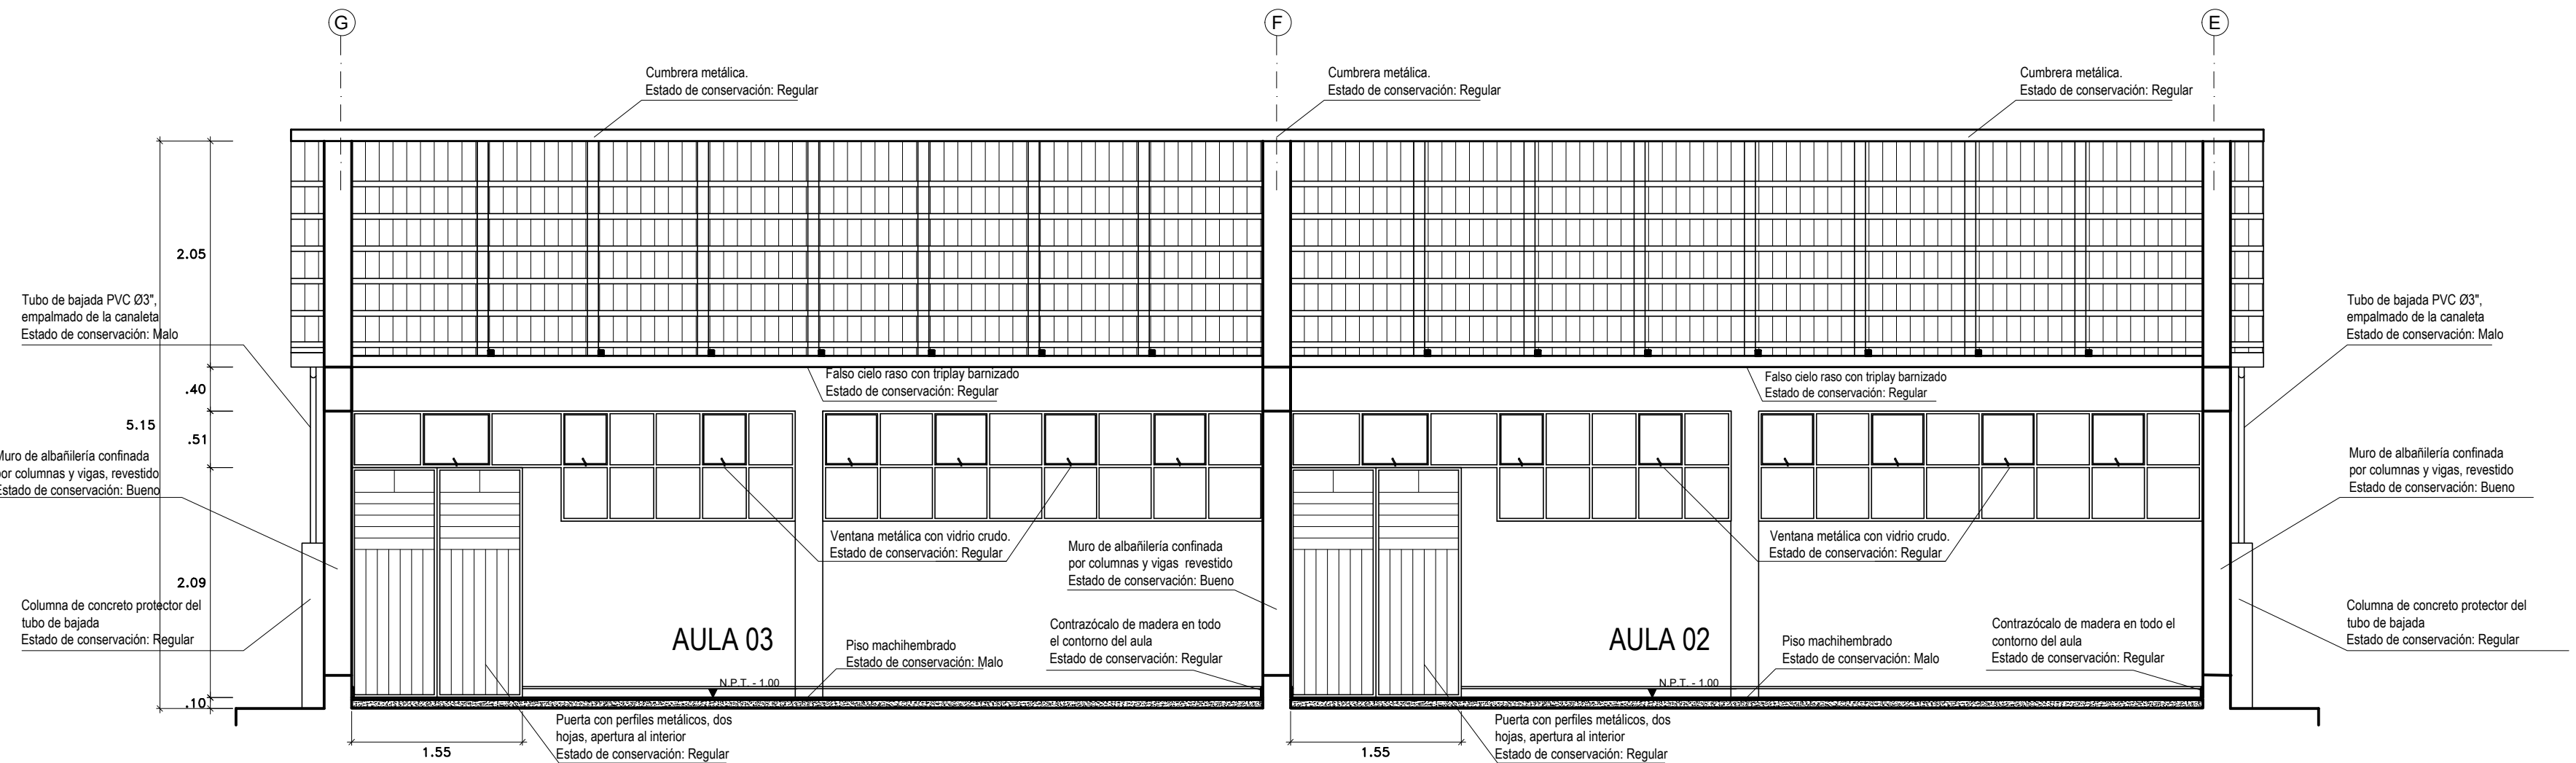 G
F
E
Cumbrera metálica.
Estado de conservación: Regular
Cumbrera metálica.
Estado de conservación: Regular
Cumbrera metálica.
Estado de conservación: Regular
2.05
.40
5.15
.51
2.09
.10
Tubo de bajada PVC Ø3",
empalmado de la canaleta
Estado de conservación: Malo
Muro de albañilería confinada
por columnas y vigas, revestido
Estado de conservación: Bueno
Columna de concreto protector del
tubo de bajada
Estado de conservación: Regular
Falso cielo raso con triplay barnizado
Estado de conservación: Regular
Ventana metálica con vidrio crudo.
Estado de conservación: Regular
AULA 03
Muro de albañilería confinada
por columnas y vigas revestido
Estado de conservación: Bueno
Piso machihembrado
Estado de conservación: Malo
Contrazócalo de madera en todo
el contorno del aula
Estado de conservación: Regular
N.P.T. - 1.00
Puerta con perfiles metálicos, dos
hojas, apertura al interior
Estado de conservación: Regular
1.55
Falso cielo raso con triplay barnizado
Estado de conservación: Regular
Ventana metálica con vidrio crudo.
Estado de conservación: Regular
AULA 02
Piso machihembrado
Estado de conservación: Malo
Contrazócalo de madera en todo el
contorno del aula
Estado de conservación: Regular
N.P.T. - 1.00
Puerta con perfiles metálicos, dos
hojas, apertura al interior
Estado de conservación: Regular
1.55
Tubo de bajada PVC Ø3",
empalmado de la canaleta
Estado de conservación: Malo
Muro de albañilería confinada
por columnas y vigas, revestido
Estado de conservación: Bueno
Columna de concreto protector del
tubo de bajada
Estado de conservación: Regular